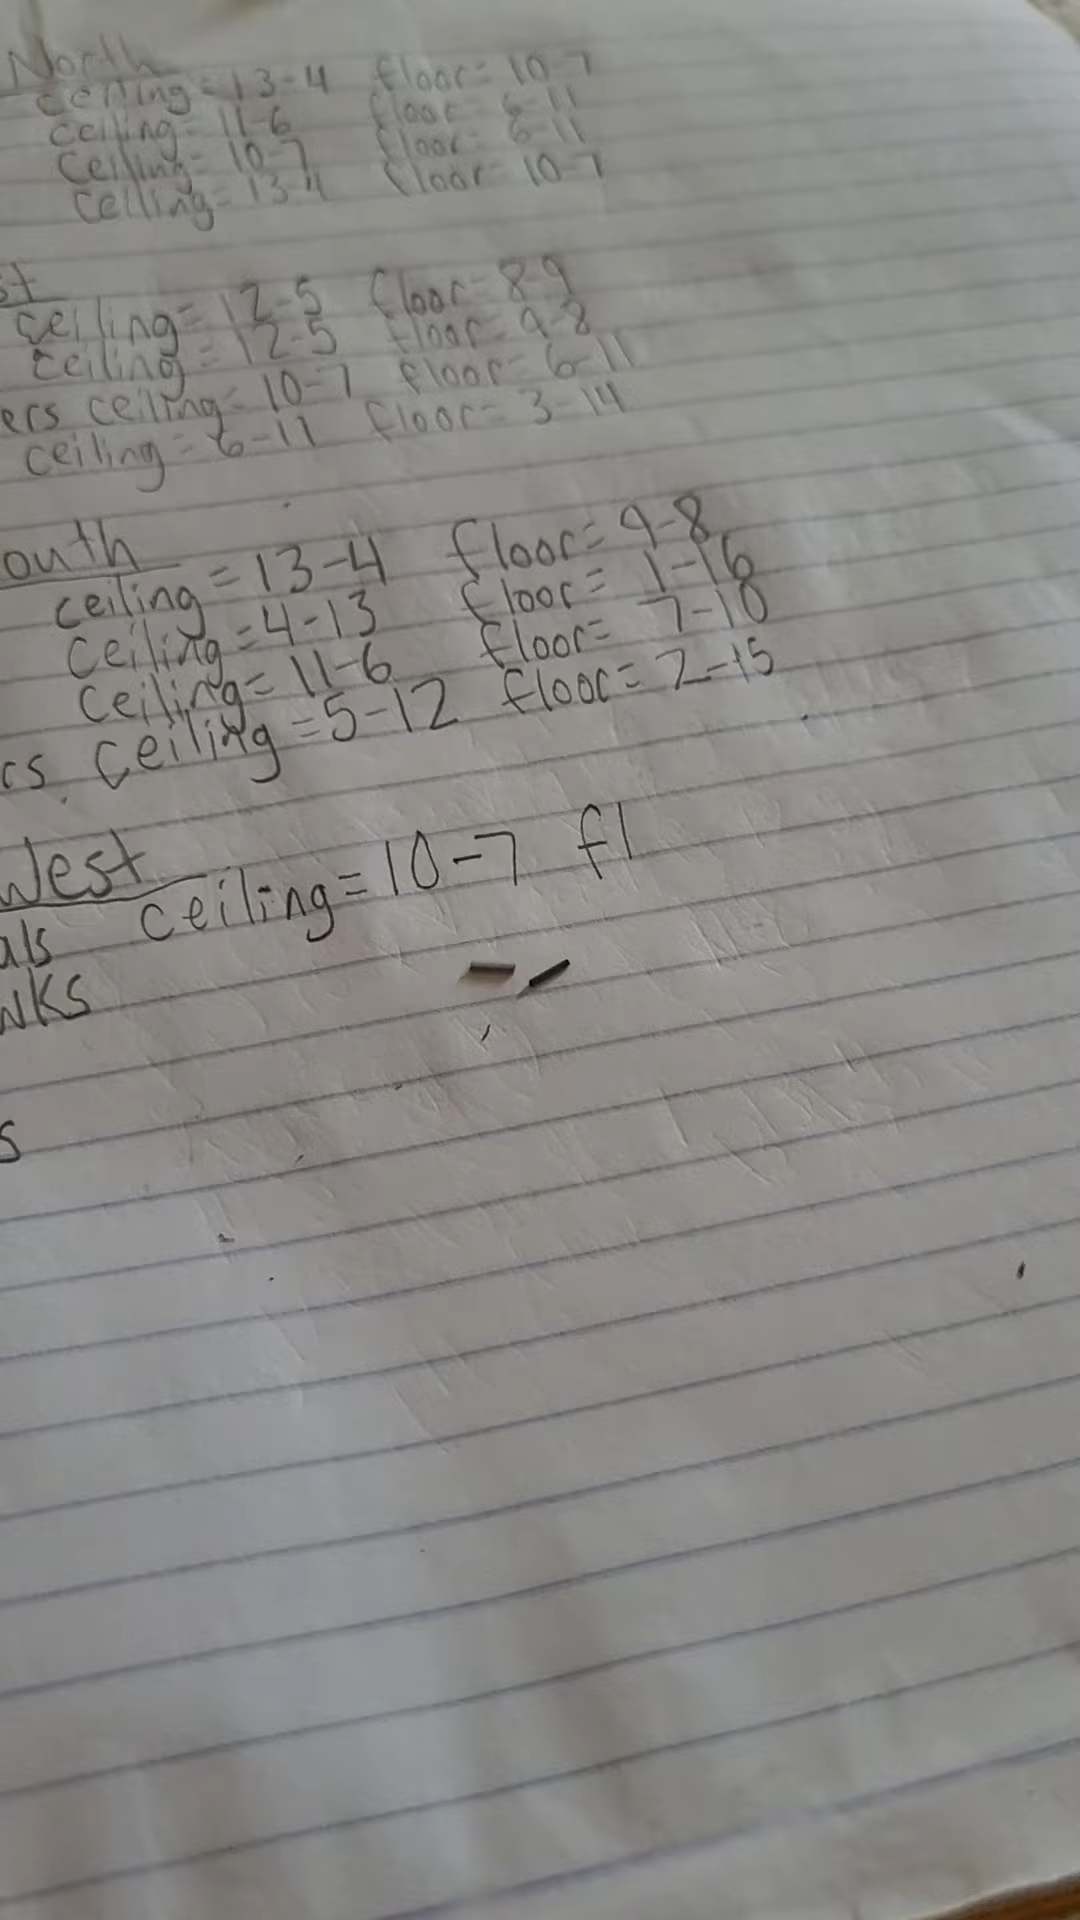 North
ceiling=13-4 floor=10-7
ceiling=11-6 floor=6-11
ceiling=10-7 floor=6-11
ceiling=13-4 floor=10-7
st
ceiling=12-5 floor=8-9
ceiling=12-5 floor=9-8
ers ceiling=10-7 floor=6-11
ceiling=6-11 floor=3-14
outh
ceiling=13-4 floor=9-8
ceiling=4-13 floor=1-16
ceiling=11-6 floor=7-10
rs ceiling=5-12 floor=2-15
West
als ceiling=10-7 fl
wks
s